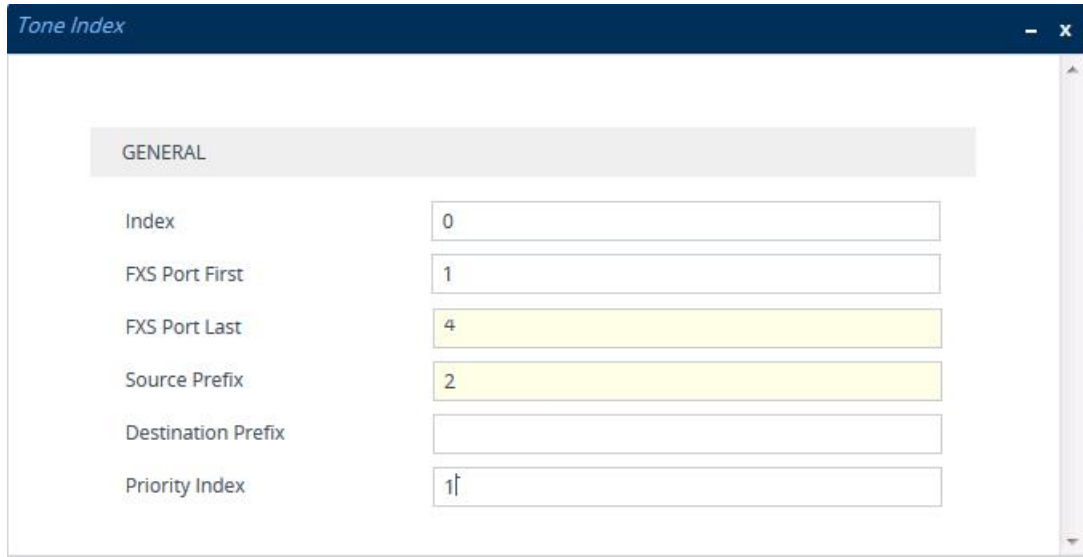 Tone Index
GENERAL
Index 0
FXS Port First 1
FXS Port Last 4
Source Prefix 2
Destination Prefix
Priority Index 1